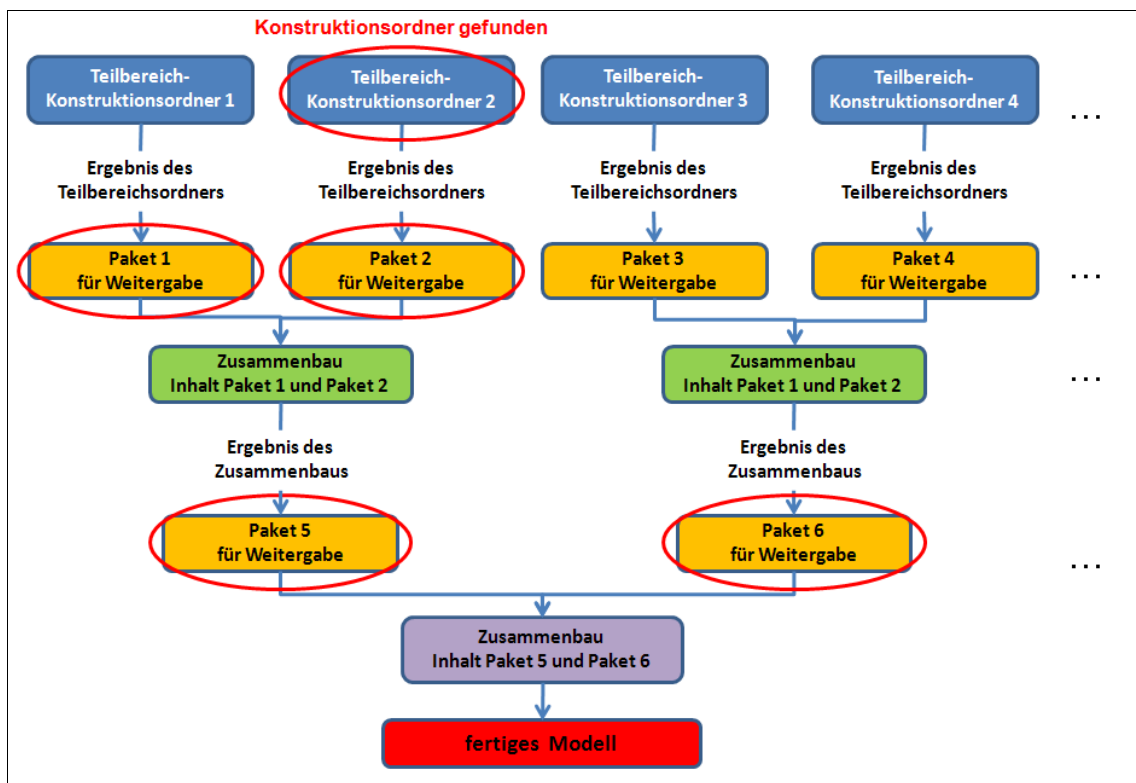 Konstruktionsordner gefunden
Teilbereich-
Konstruktionsordner 1
Teilbereich-
Konstruktionsordner 2
Teilbereich-
Konstruktionsordner 3
Teilbereich-
Konstruktionsordner 4
...
Ergebnis des
Teilbereichsordners
Ergebnis des
Teilbereichsordners
Ergebnis des
Teilbereichsordners
Ergebnis des
Teilbereichsordners
Paket 1
für Weitergabe
Paket 2
für Weitergabe
Paket 3
für Weitergabe
Paket 4
für Weitergabe
...
Zusammenbau
Inhalt Paket 1 und Paket 2
Zusammenbau
Inhalt Paket 1 und Paket 2
...
Ergebnis des
Zusammenbaus
Ergebnis des
Zusammenbaus
Paket 5
für Weitergabe
Paket 6
für Weitergabe
...
Zusammenbau
Inhalt Paket 5 und Paket 6
fertiges Modell